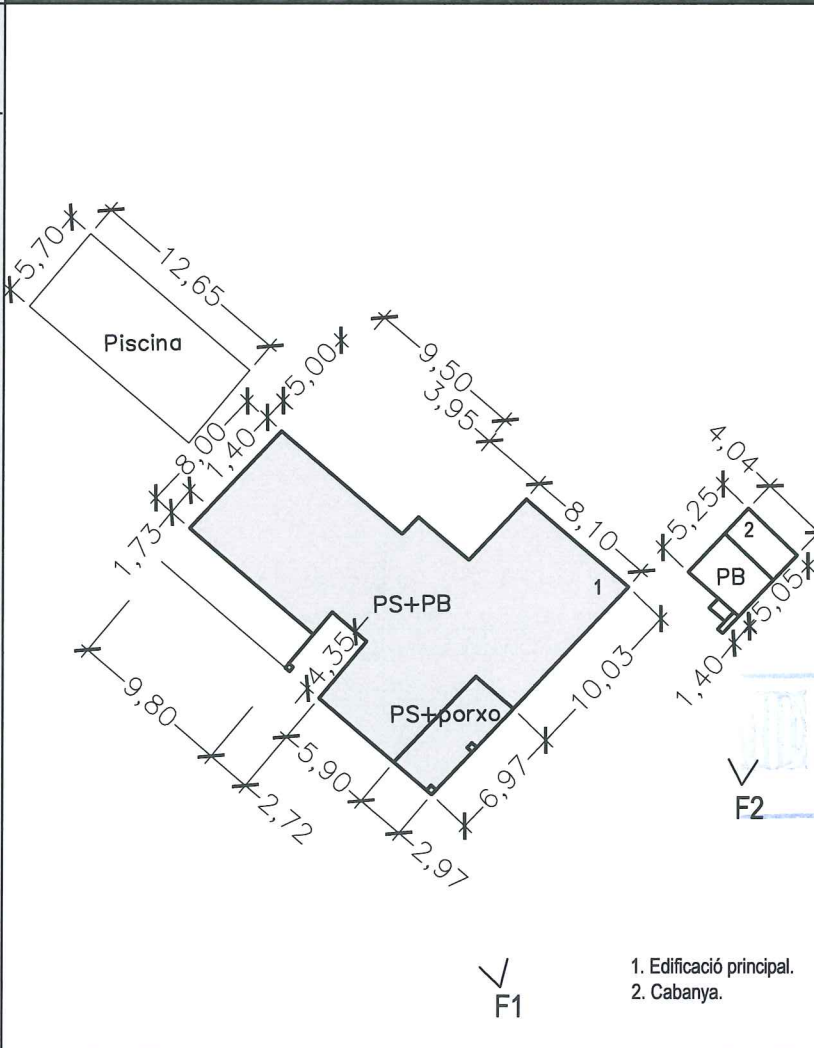 5,70
12,65
Piscina
5,00
1,40
8,00
1,73
9,50
3,95
8,10
4,04
5,25
2
PB
5,05
1,40
1
PS+PB
4,35
PS+porxo
10,03
6,97
9,80
2,72
5,90
2,97
F2
F1
1. Edificació principal.
2. Cabanya.